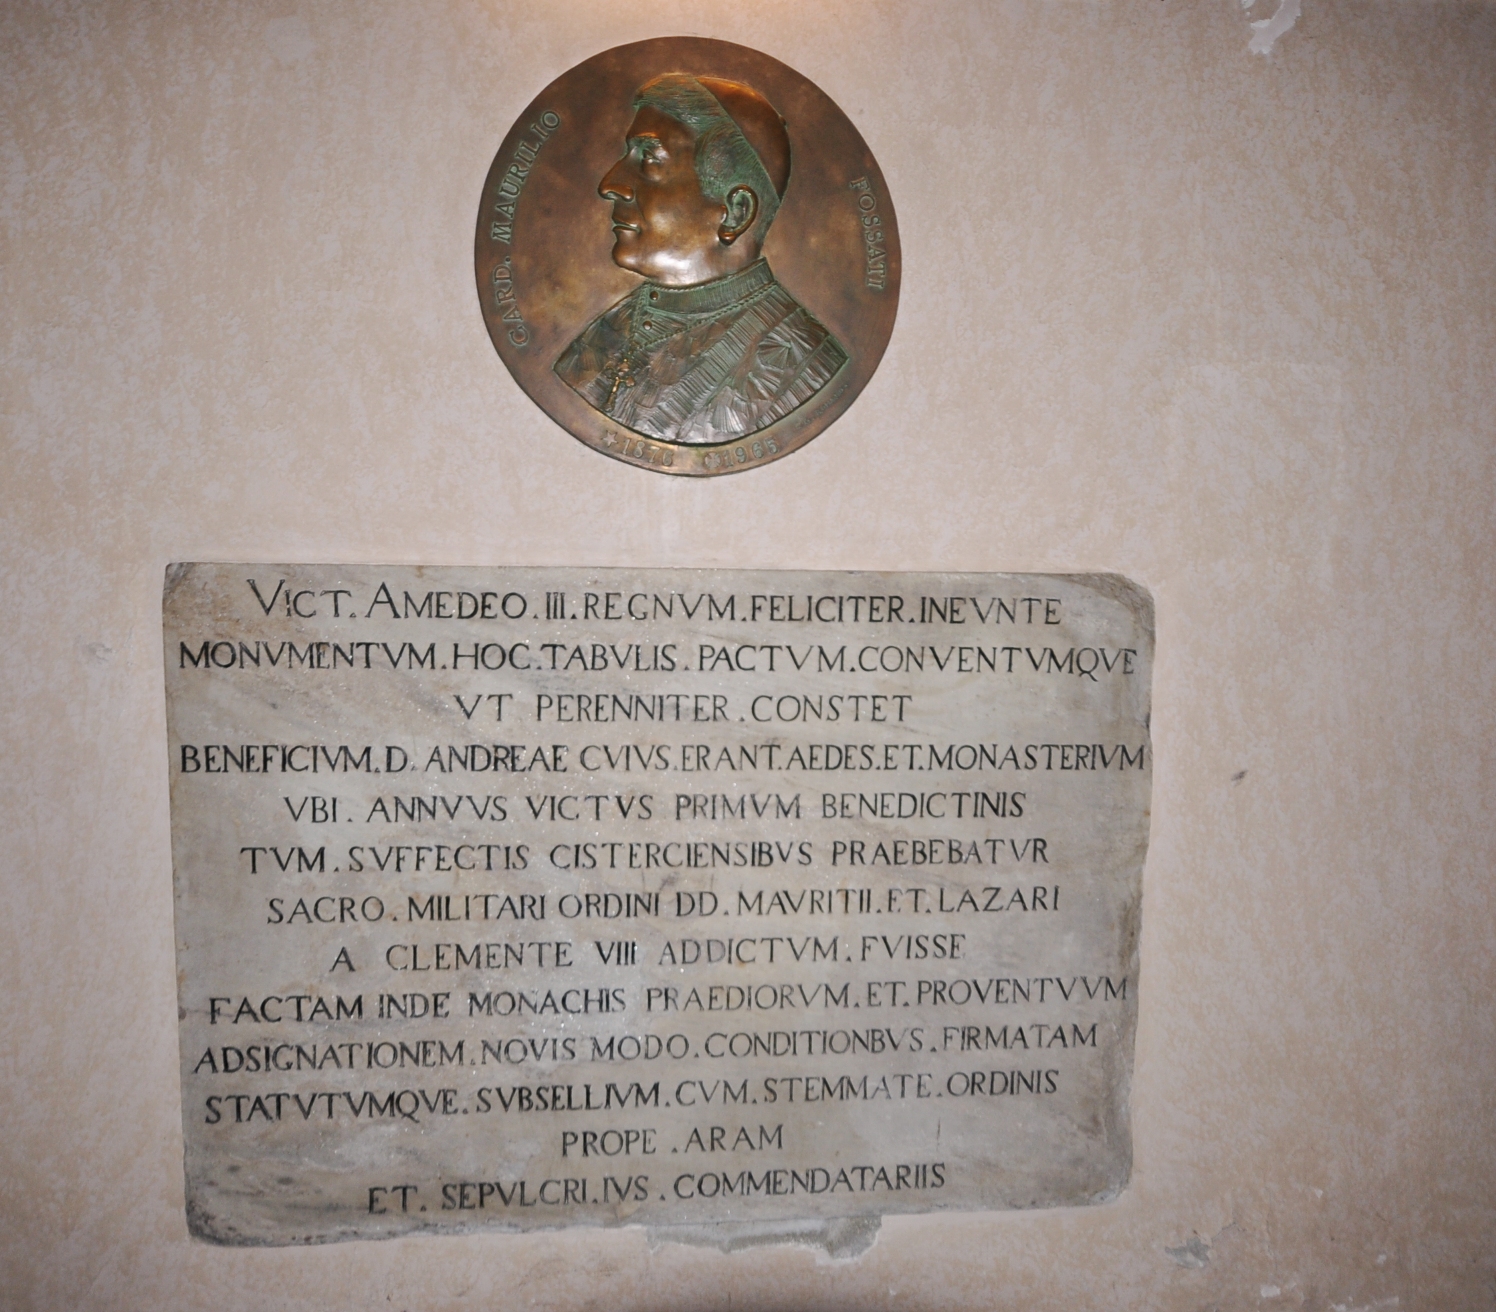 CARD. MAURILIO
FOSSATI
1876 1965
VICT. AMEDEO. III. REGNVM. FELICITER. INEVNTE
MONVMENTVM. HOC. TABVLIS. PACTVM. CONVENTVMQVE
VT PERENNITER. CONSTET
BENEFICIVM. D. ANDREAE CVIVS. ERANT. AEDES. ET. MONASTERIVM
VBI. ANNVVS VICTVS PRIMVM BENEDICTINIS
TVM. SVFFECTIS CISTERCIENSIBVS PRAEBEBATVR
SACRO. MILITARI ORDINI DD. MAVRITII. ET. LAZARI
A CLEMENTE VIII ADDICTVM. FVISSE
FACTAM INDE MONACHIS PRAEDIORVM. ET. PROVENTVVM
ADSIGNATIONEM. NOVIS MODO. CONDITIONBVS. FIRMATAM
STATVTVMQVE. SVBSELLIVM. CVM. STEMMATE. ORDINIS
PROPE. ARAM
ET. SEPVLCRI. IVS. COMMENDATARIIS